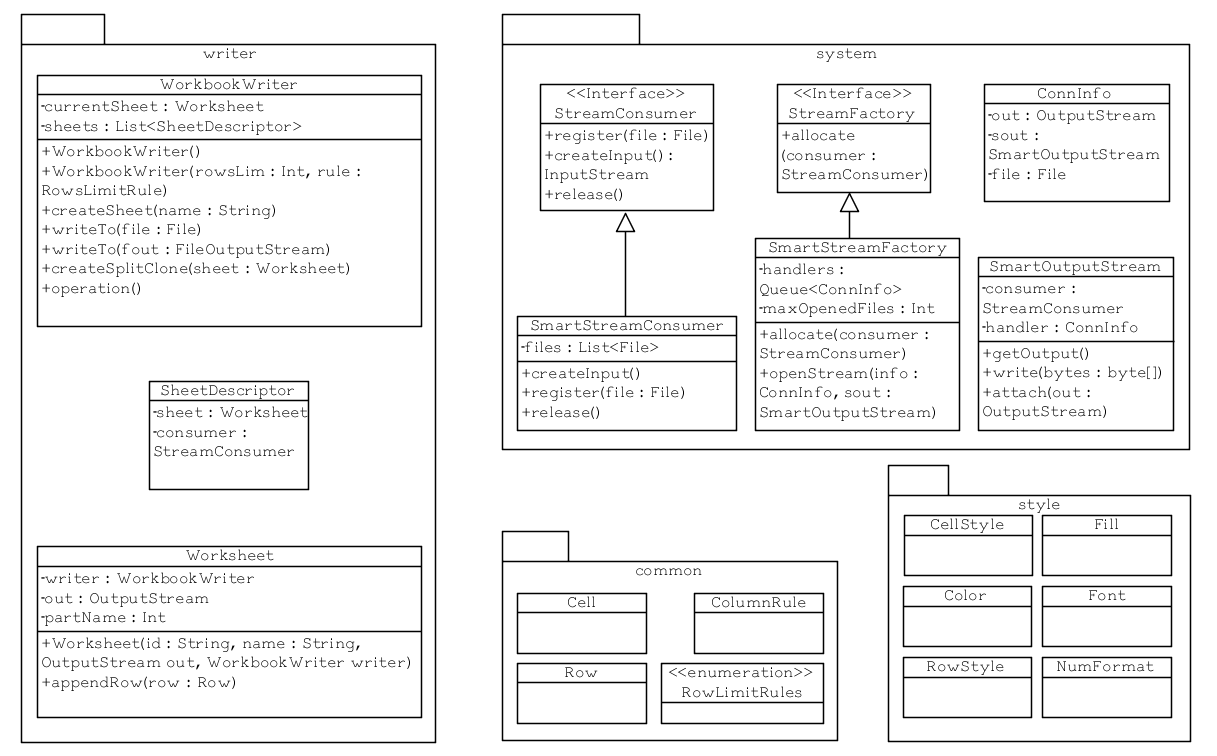 writer
WorkbookWriter
-currentSheet : Worksheet
-sheets : List<SheetDescriptor>
+WorkbookWriter()
+WorkbookWriter(rowsLim : Int, rule :
RowsLimitRule)
+createSheet(name : String)
+writeTo(file : File)
+writeTo(fout : FileOutputStream)
+createSplitClone(sheet : Worksheet)
+operation()
SheetDescriptor
-sheet : Worksheet
-consumer :
StreamConsumer
Worksheet
-writer : WorkbookWriter
-out : OutputStream
-partName : Int
+Worksheet(id : String, name : String,
OutputStream out, WorkbookWriter writer)
+appendRow(row : Row)
system
<<Interface>>
StreamConsumer
+register(file : File)
+createInput() :
InputStream
+release()
<<Interface>>
StreamFactory
+allocate
(consumer :
StreamConsumer)
ConnInfo
-out : OutputStream
-sout :
SmartOutputStream
-file : File
SmartStreamConsumer
-files : List<File>
+createInput()
+register(file : File)
+release()
SmartStreamFactory
-handlers :
Queue<ConnInfo>
-maxOpenedFiles : Int
+allocate(consumer :
StreamConsumer)
+openStream(info :
ConnInfo, sout :
SmartOutputStream)
SmartOutputStream
-consumer :
StreamConsumer
-handler : ConnInfo
+getOutput()
+write(bytes : byte[])
+attach(out :
OutputStream)
common
Cell
ColumnRule
Row
<<enumeration>>
RowLimitRules
style
CellStyle
Fill
Color
Font
RowStyle
NumFormat